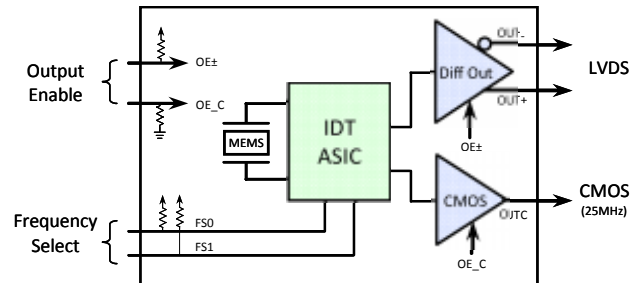 Output
Enable
OE±
OE_C
MEMS
IDT
ASIC
Diff Out
OUT-
OUT+
LVDS
OE±
CMOS
OUTC
CMOS
(25MHz)
OE_C
Frequency
Select
FS0
FS1